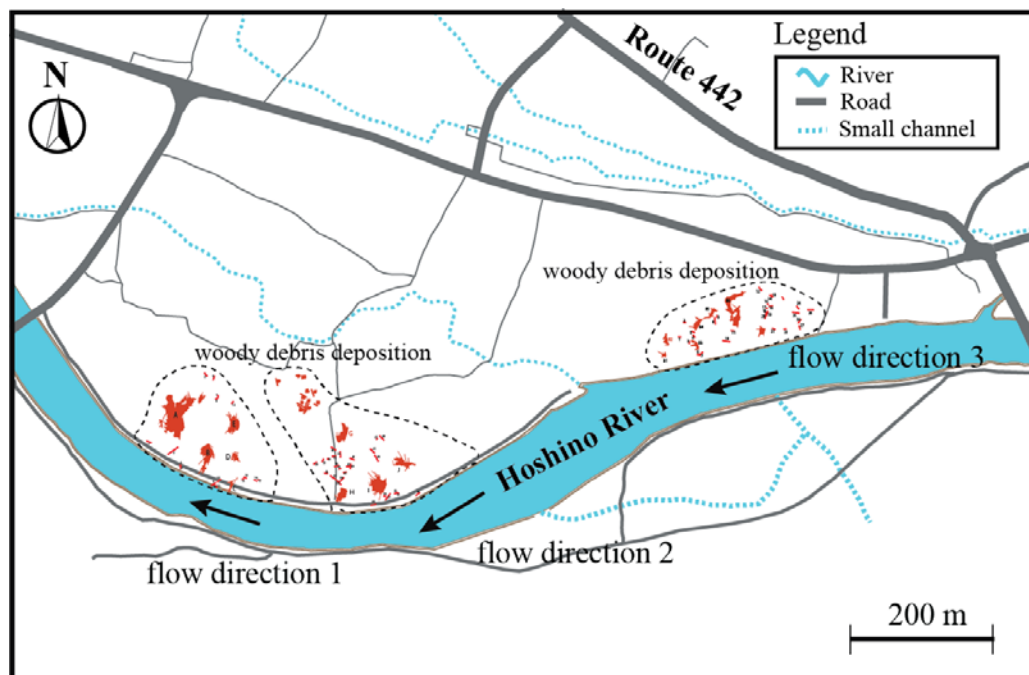 Legend
River
Road
Small channel
N
Route 442
woody debris deposition
woody debris deposition
flow direction 3
Hoshino River
flow direction 2
flow direction 1
200 m